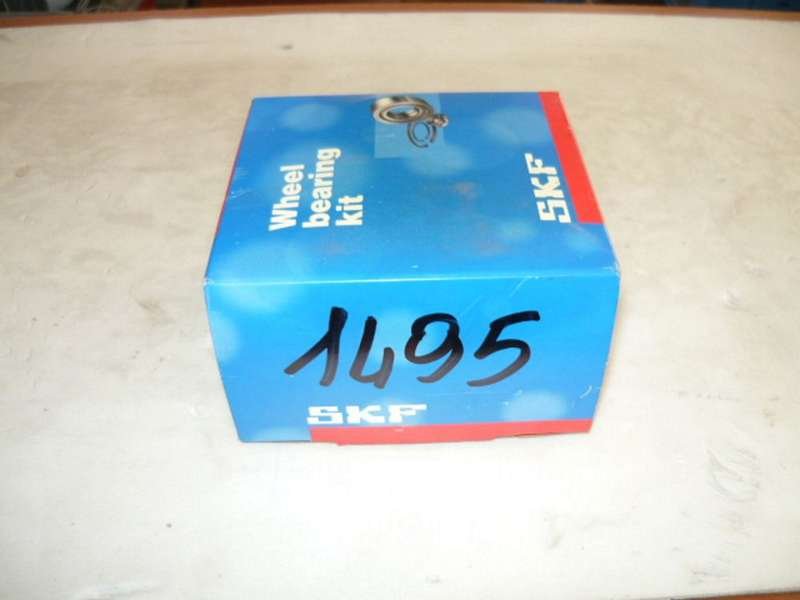 Wheel
bearing
kit
SKF
1495
SKF